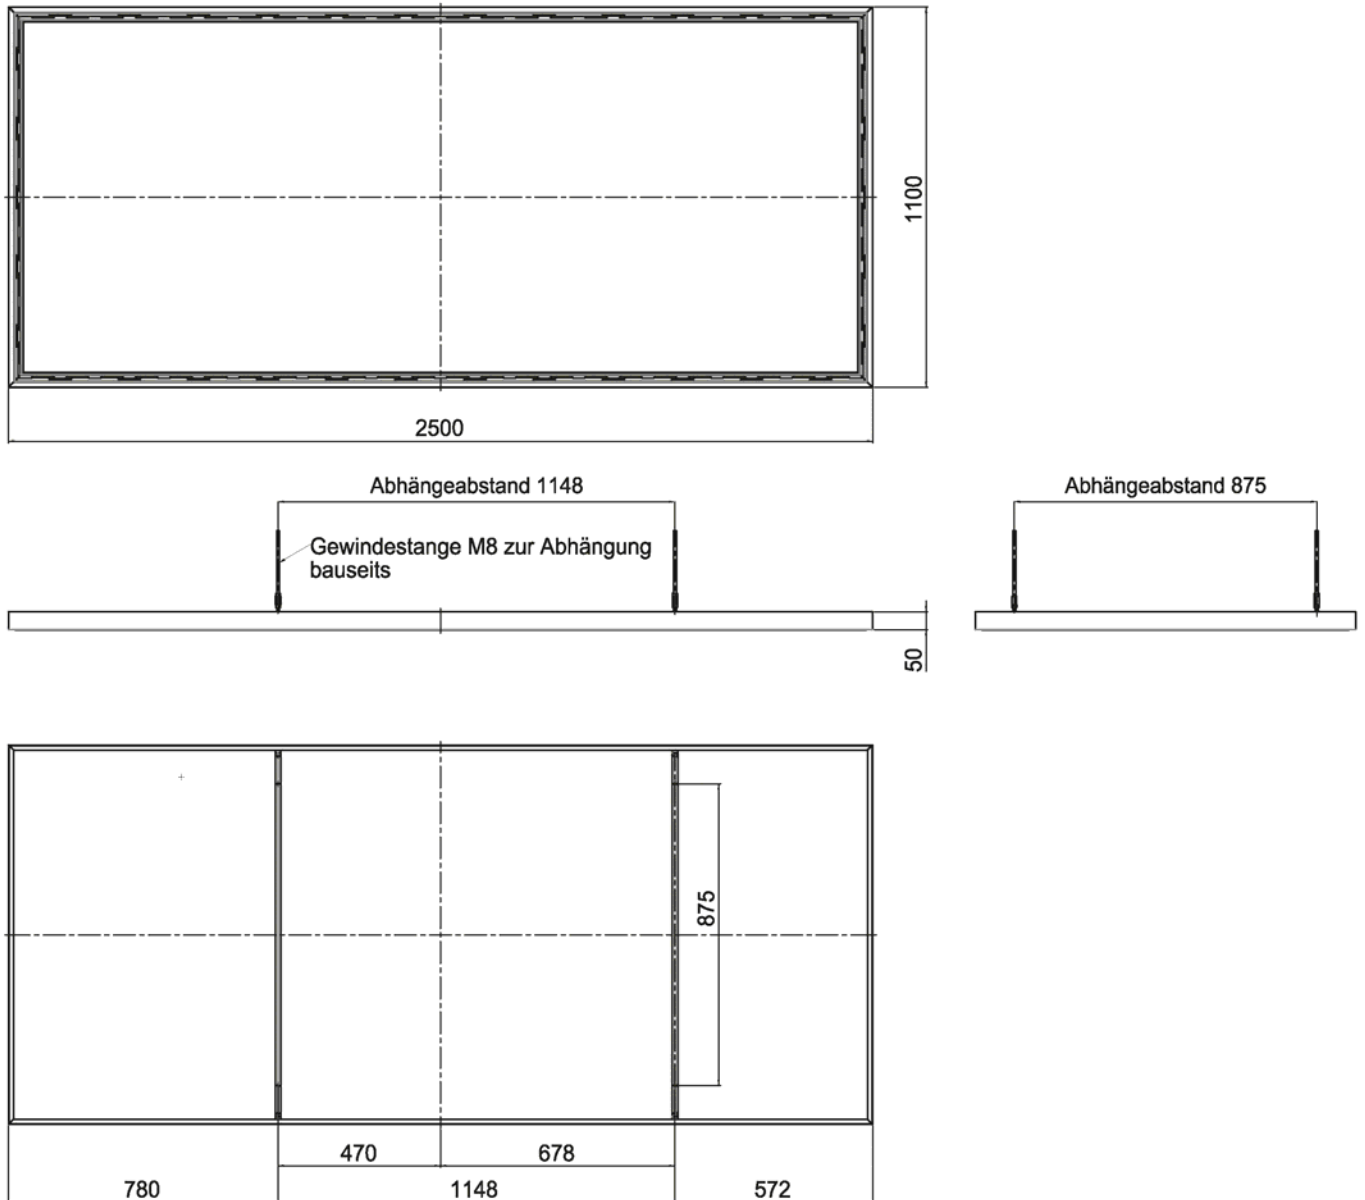 1100
2500
Abhängeabstand 1148
Abhängeabstand 875
Gewindestange M8 zur Abhängung
bauseits
50
875
470
678
780
1148
572